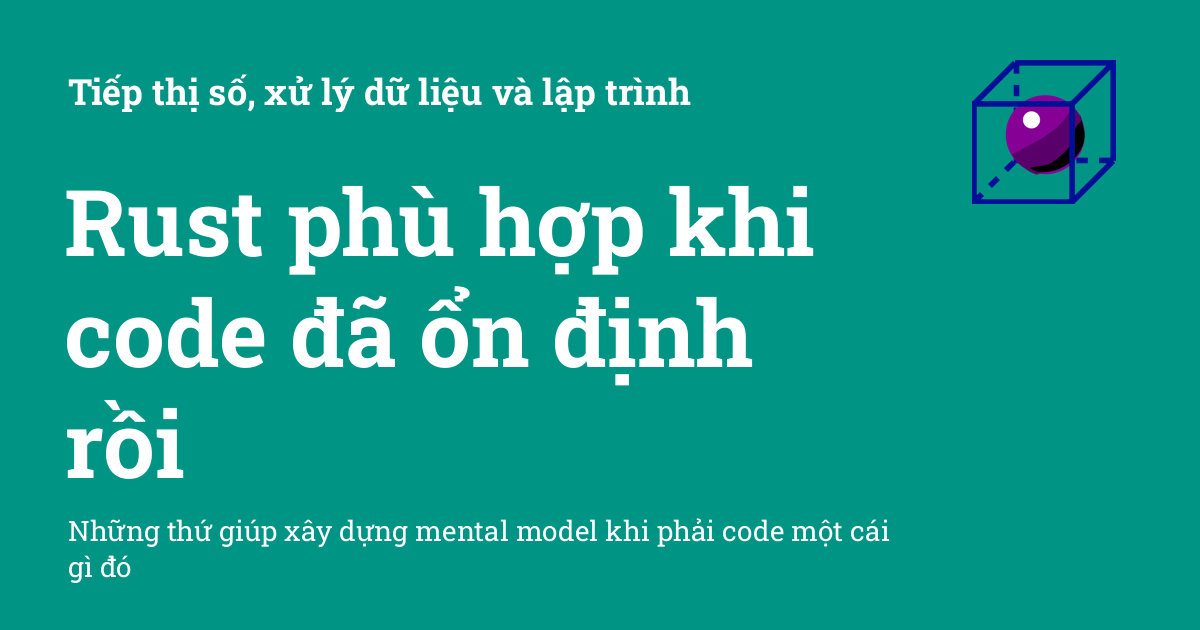 Tiếp thị số, xử lý dữ liệu và lập trình
Rust phù hợp khi
code đã ổn định
rồi
Những thứ giúp xây dựng mental model khi phải code một cái
gì đó